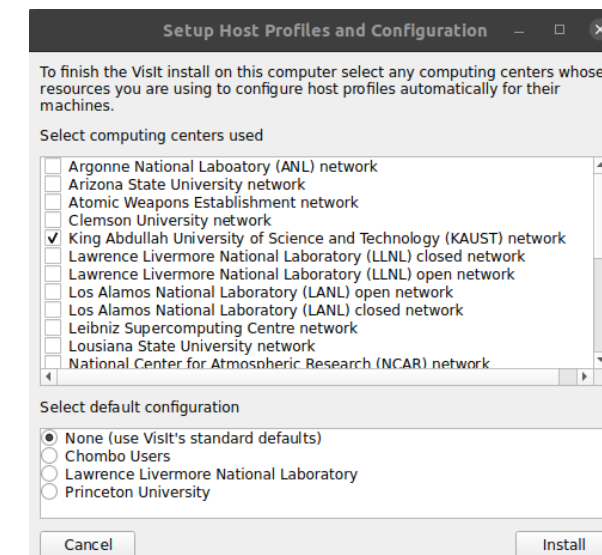 Setup Host Profiles and Configuration
To finish the VisIt install on this computer select any computing centers whose
resources you are using to configure host profiles automatically for their
machines.
Select computing centers used
Argonne National Laboatory (ANL) network
Arizona State University network
Atomic Weapons Establishment network
Clemson University network
King Abdullah University of Science and Technology (KAUST) network
Lawrence Livermore National Laboratory (LLNL) closed network
Lawrence Livermore National Laboratory (LLNL) open network
Los Alamos National Laboratory (LANL) open network
Los Alamos National Laboratory (LANL) closed network
Leibniz Supercomputing Centre network
Lousiana State University network
National Center for Atmospheric Research (NCAR) network
Select default configuration
None (use VisIt's standard defaults)
Chombo Users
Lawrence Livermore National Laboratory
Princeton University
Cancel
Install